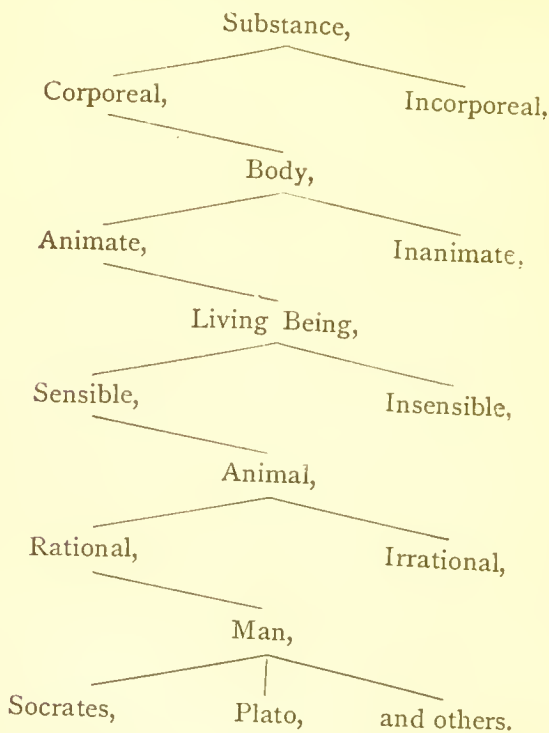 Substance,
Corporeal, Incorporeal,
Body,
Animate, Inanimate,
Living Being,
Sensible, Insensible,
Animal,
Rational, Irrational,
Man,
Socrates, Plato, and others.